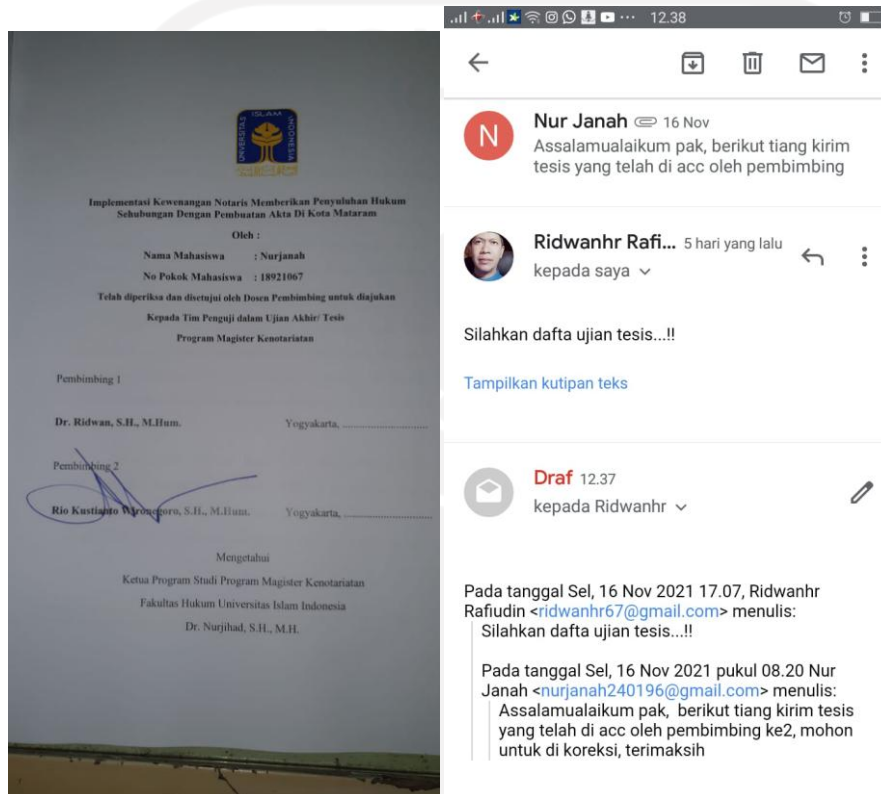 ISLAM
UNIVERSITAS
INDONESIA
Implementasi Kewenangan Notaris Memberikan Penyuluhan Hukum
Sehubungan Dengan Pembuatan Akta Di Kota Mataram
Oleh :
Nama Mahasiswa : Nurjanah
No Pokok Mahasiswa : 18921067
Telah diperiksa dan disetujui oleh Dosen Pembimbing untuk diajukan
Kepada Tim Penguji dalam Ujian Akhir/ Tesis
Program Magister Kenotariatan
Pembimbing 1
Dr. Ridwan, S.H., M.Hum. Yogyakarta, ..............................
Pembimbing 2
Rio Kustianto Wironegoro, S.H., M.Hum. Yogyakarta, ..............................
Mengetahui
Ketua Program Studi Program Magister Kenotariatan
Fakultas Hukum Universitas Islam Indonesia
Dr. Nurjihad, S.H., M.H.
12.38
N
Nur Janah 16 Nov
Assalamualaikum pak, berikut tiang kirim
tesis yang telah di acc oleh pembimbing
Ridwanhr Rafi... 5 hari yang lalu
kepada saya
Silahkan dafta ujian tesis...!!
Tampilkan kutipan teks
Draf 12.37
kepada Ridwanhr
Pada tanggal Sel, 16 Nov 2021 17.07, Ridwanhr
Rafiudin <ridwanhr67@gmail.com> menulis:
Silahkan dafta ujian tesis...!!
Pada tanggal Sel, 16 Nov 2021 pukul 08.20 Nur
Janah <nurjanah240196@gmail.com> menulis:
Assalamualaikum pak, berikut tiang kirim tesis
yang telah di acc oleh pembimbing ke2, mohon
untuk di koreksi, terimaksih